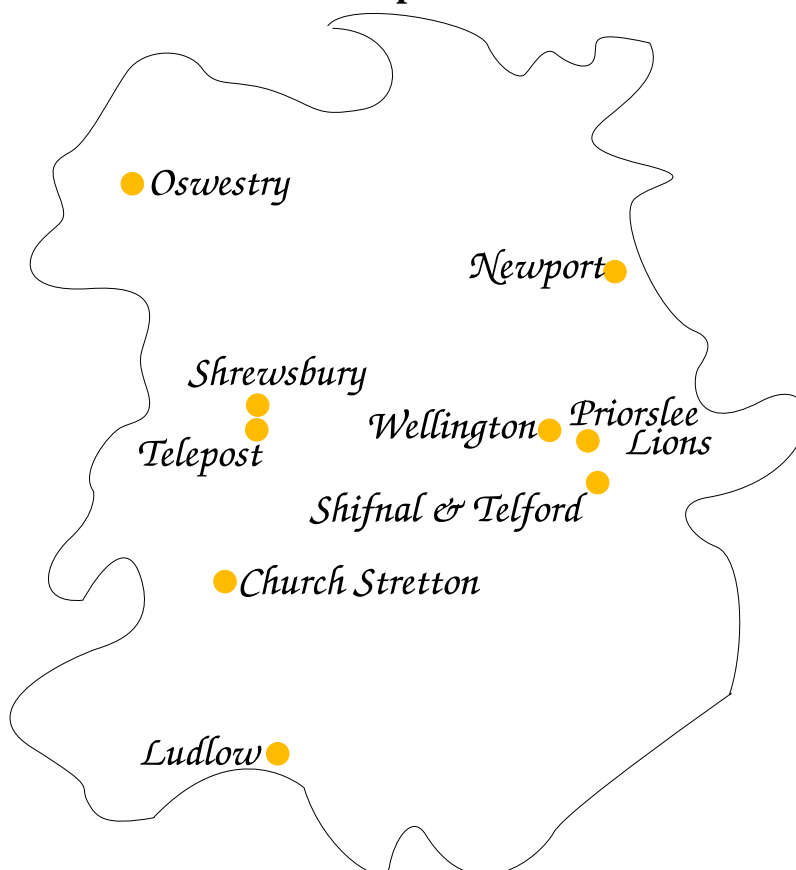 Oswestry
Newport
Shrewsbury
Telepost
Wellington
Priorslee
Lions
Shifnal & Telford
Church Stretton
Ludlow